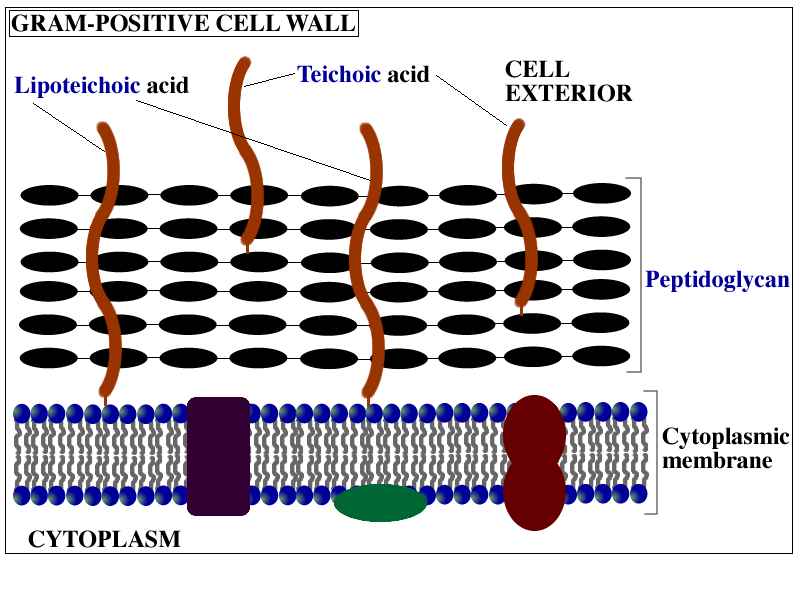 GRAM-POSITIVE CELL WALL
Lipoteichoic acid
Teichoic acid
CELL
EXTERIOR
Peptidoglycan
Cytoplasmic
membrane
CYTOPLASM